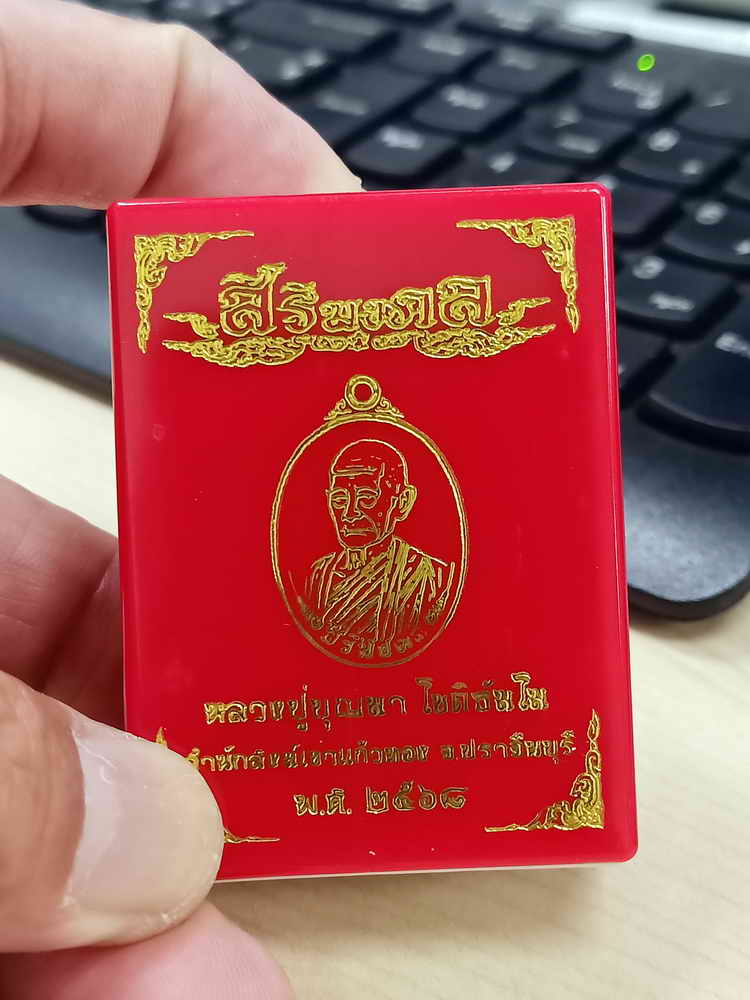 สิริมงคล
หลวงปู่บุญมา โชติธัมโม
สำนักสงฆ์เขาแก้วทอง จ.ปราจีนบุรี
พ.ศ. ๒๕๖๘